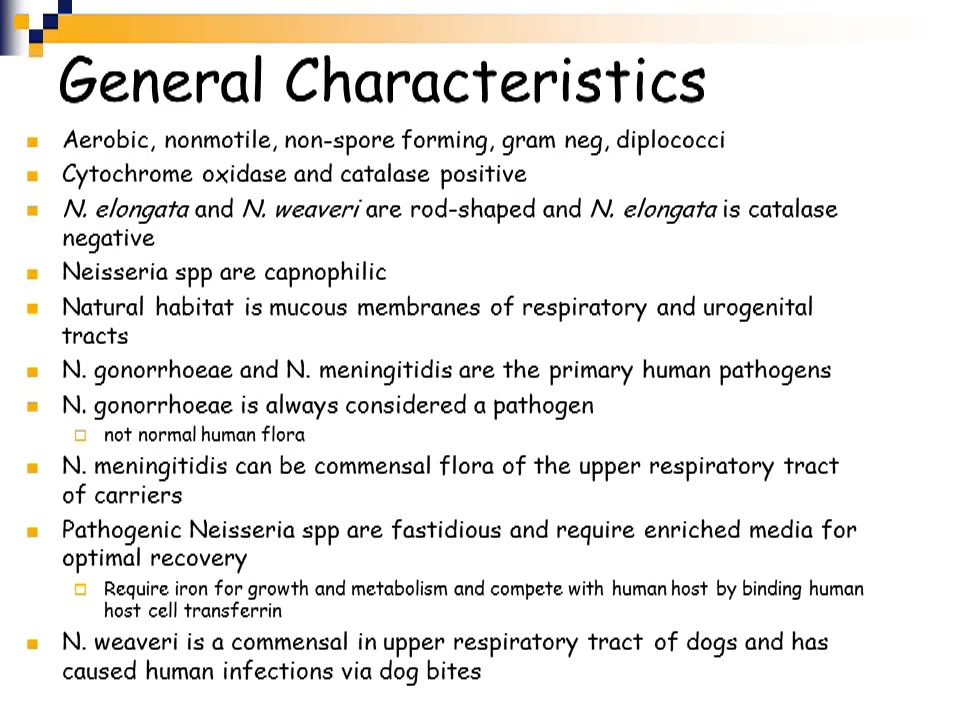 General Characteristics
Aerobic, nonmotile, non-spore forming, gram neg, diplococci
Cytochrome oxidase and catalase positive
N. elongata and N. weaveri are rod-shaped and N. elongata is catalase
negative
Neisseria spp are capnophilic
Natural habitat is mucous membranes of respiratory and urogenital
tracts
N. gonorrhoeae and N. meningitidis are the primary human pathogens
N. gonorrhoeae is always considered a pathogen
not normal human flora
N. meningitidis can be commensal flora of the upper respiratory tract
of carriers
Pathogenic Neisseria spp are fastidious and require enriched media for
optimal recovery
Require iron for growth and metabolism and compete with human host by binding human
host cell transferrin
N. weaveri is a commensal in upper respiratory tract of dogs and has
caused human infections via dog bites